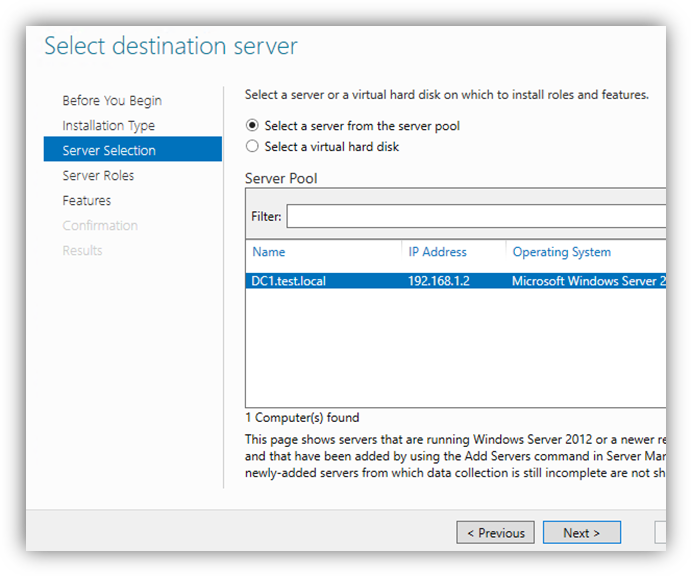 Select destination server
Before You Begin
Installation Type
Server Selection
Server Roles
Features
Confirmation
Results
Select a server or a virtual hard disk on which to install roles and features.
Select a server from the server pool
Select a virtual hard disk
Server Pool
Filter:
Name IP Address Operating System
DC1.test.local 192.168.1.2 Microsoft Windows Server 2
1 Computer(s) found
This page shows servers that are running Windows Server 2012 or a newer re
and that have been added by using the Add Servers command in Server Mar
newly-added servers from which data collection is still incomplete are not sh
< Previous Next >